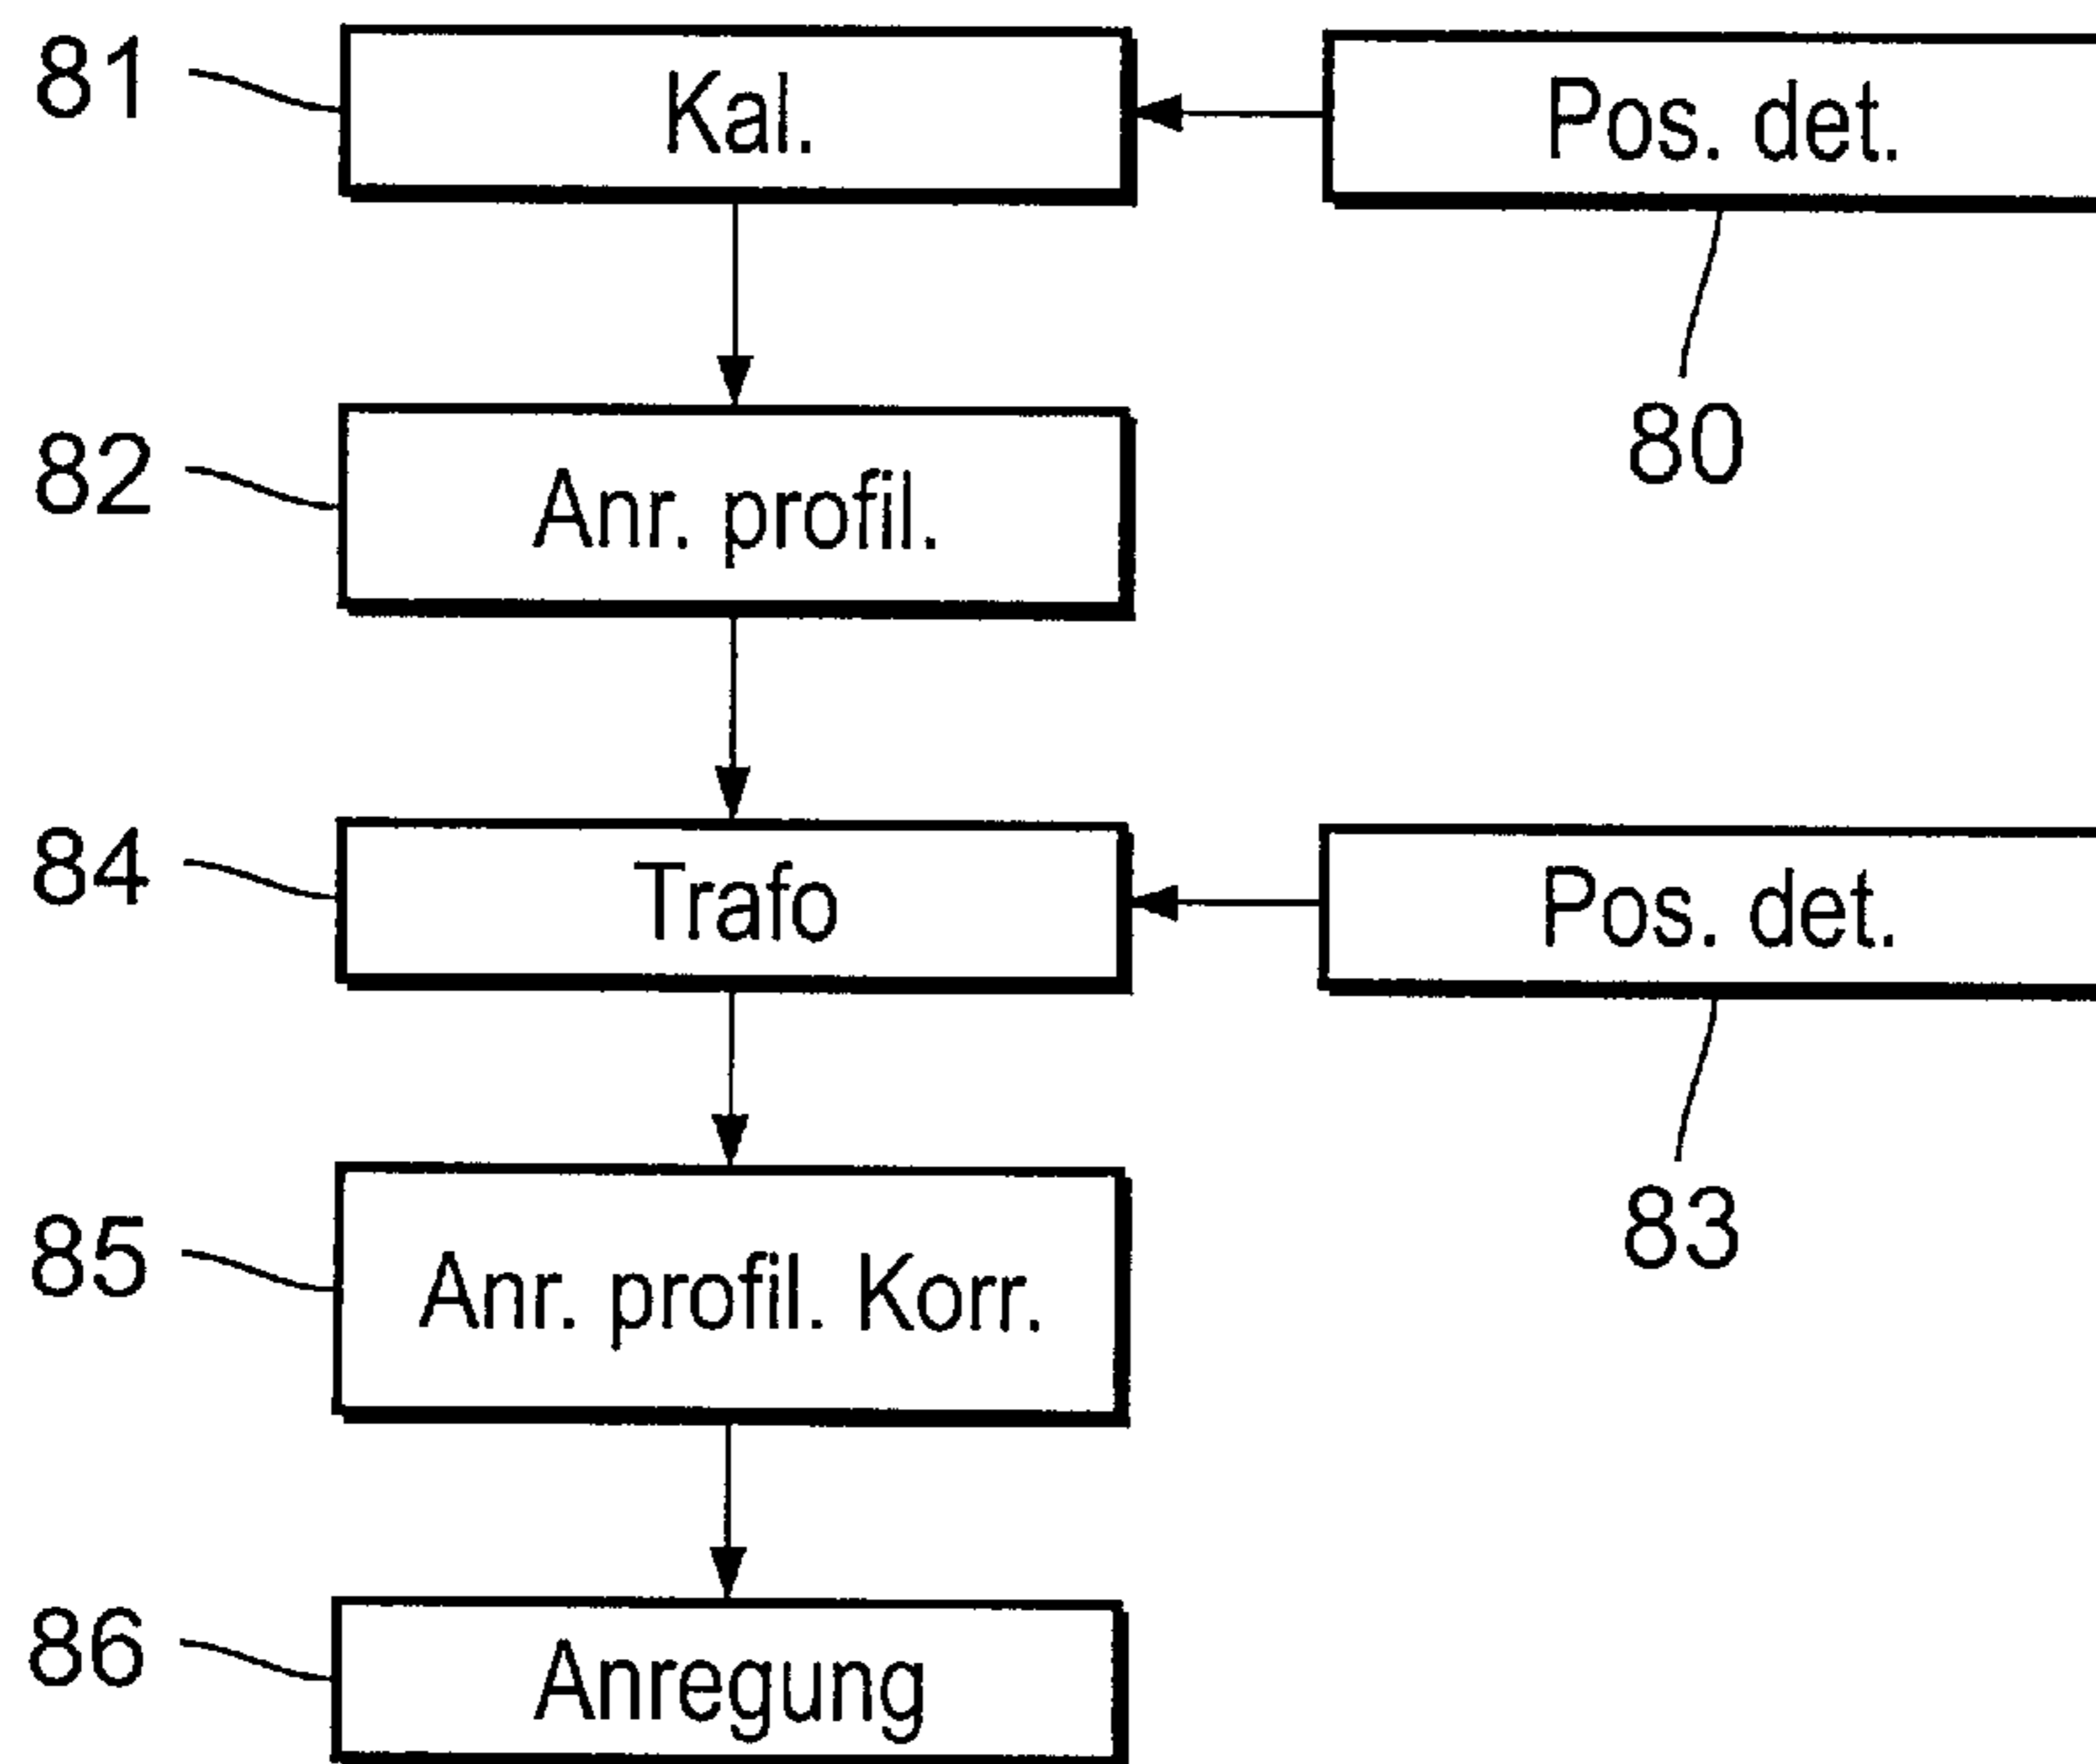 81
Kal.
Pos. det.
80
82
Anr. profil.
84
Trafo
Pos. det.
83
85
Anr. profil. Korr.
86
Anregung